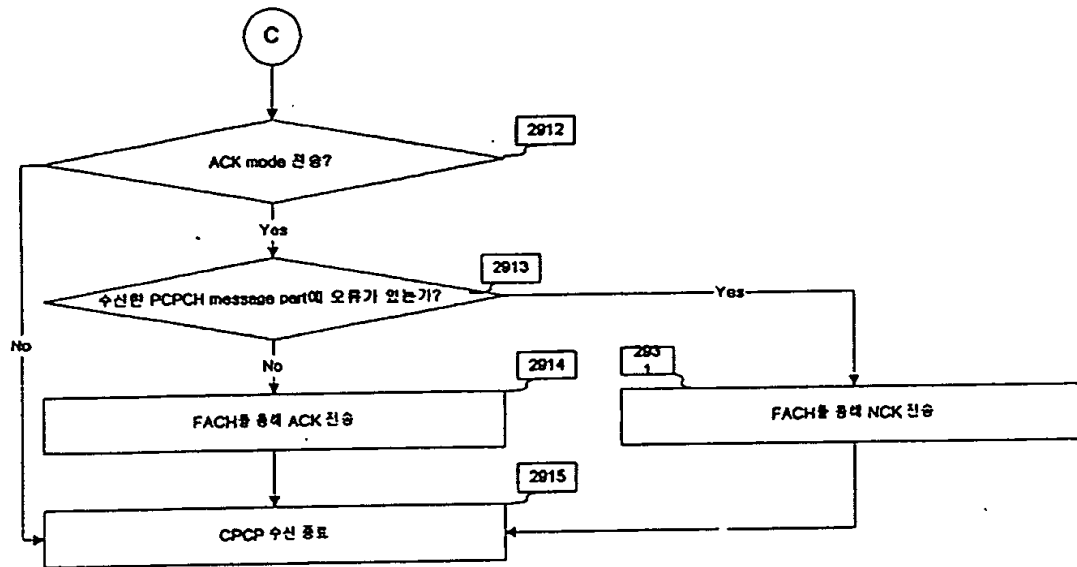 C
2912
ACK mode 전송?
Yes
2913
수신한 PCPCH message part에 오류가 있는가?
Yes
No
No
2914
293
1
FACH를 통해 ACK 전송
FACH를 통해 NCK 전송
2915
CPCP 수신 종료